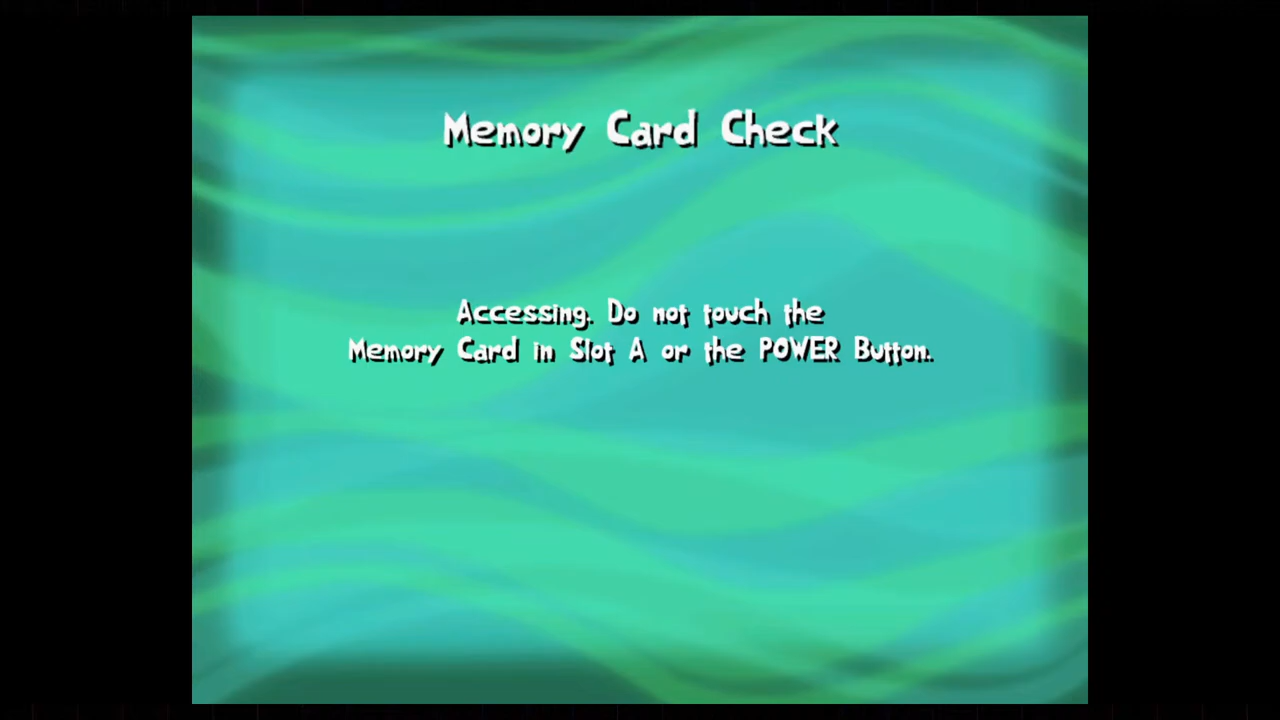 Memory Card Check
Accessing. Do not touch the
Memory Card in Slot A or the POWER Button.